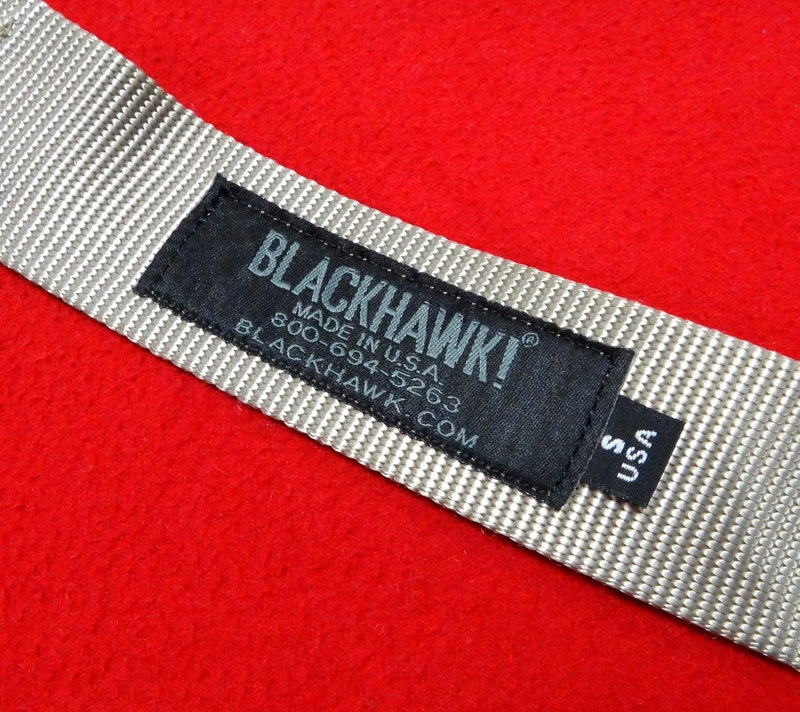 BLACKHAWK!®
MADE IN U.S.A.
800-694-5263
BLACKHAWK.COM
S
USA